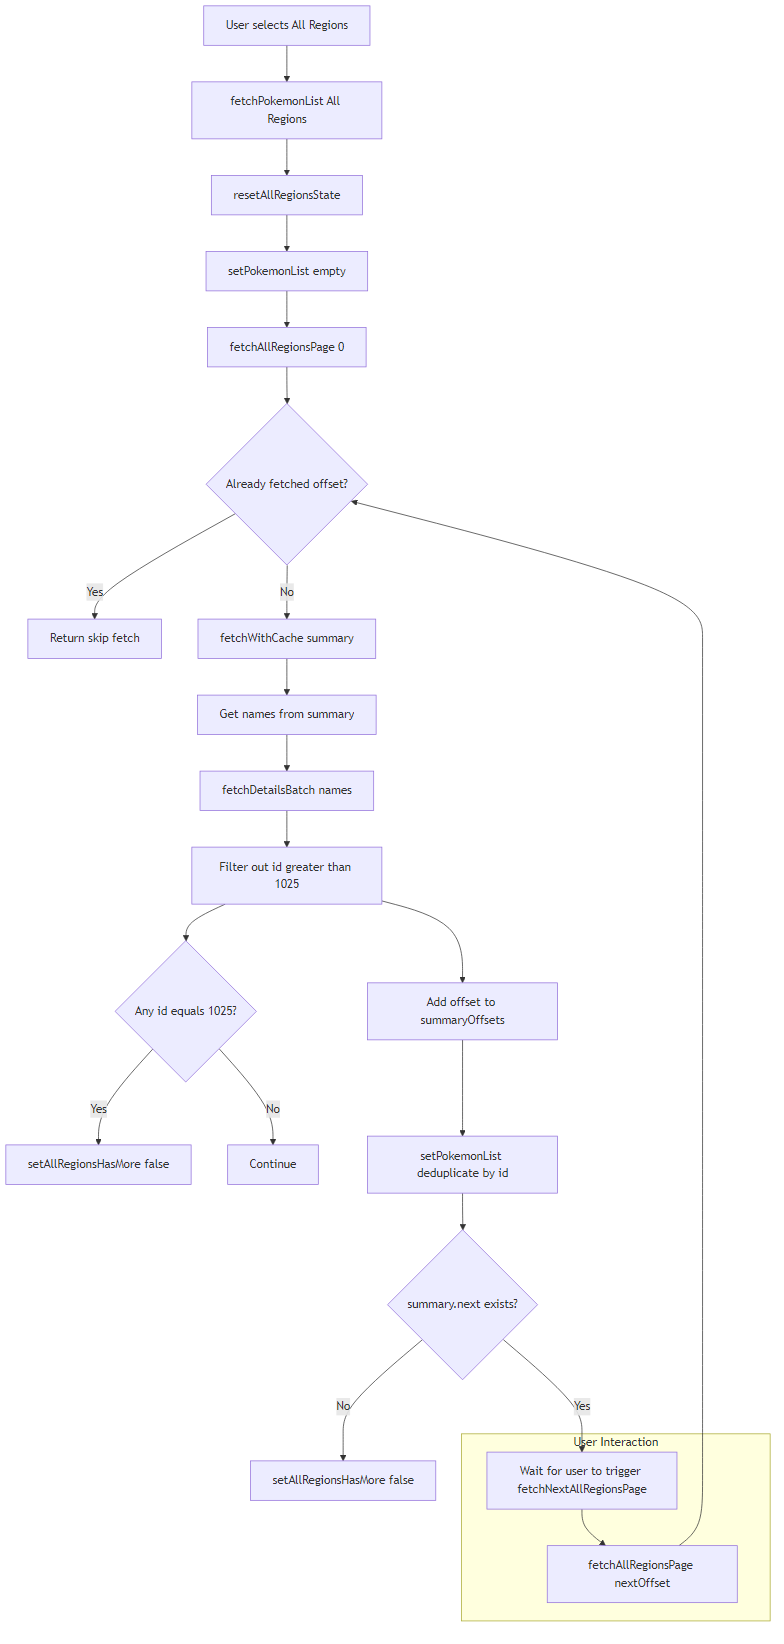 User selects All Regions
fetchPokemonList All
Regions
resetAllRegionsState
setPokemonList empty
fetchAllRegionsPage 0
Already fetched offset?
Yes
No
Return skip fetch
fetchWithCache summary
Get names from summary
fetchDetailsBatch names
Filter out id greater than
1025
Any id equals 1025?
Add offset to
summaryOffsets
Yes
No
setAllRegionsHasMore false
Continue
setPokemonList
deduplicate by id
summary.next exists?
No
Yes
User Interaction
setAllRegionsHasMore false
Wait for user to trigger
fetchNextAllRegionsPage
fetchAllRegionsPage
nextOffset